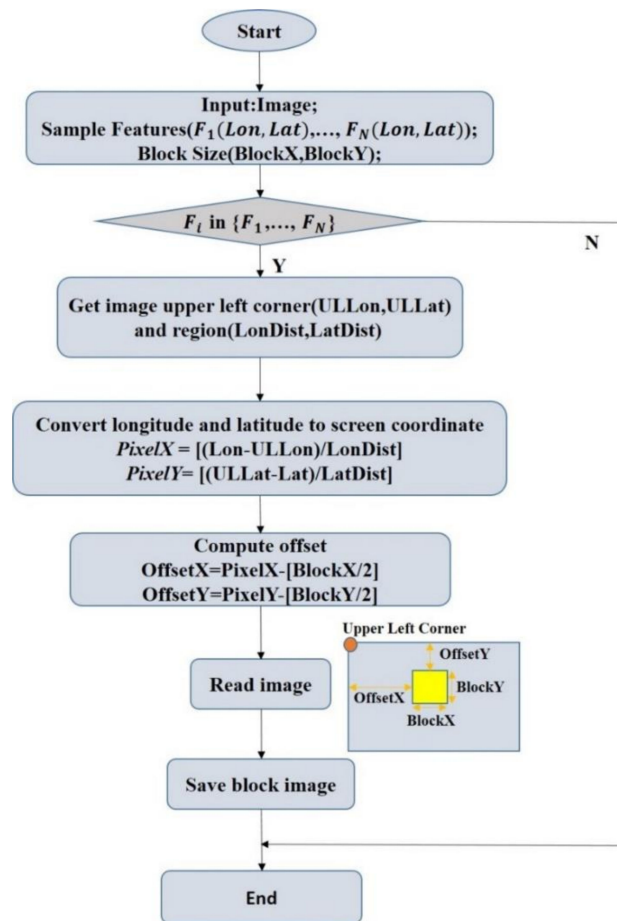 Start
Input:Image;
Sample Features(F₁(Lon,Lat),..., F_N(Lon,Lat));
Block Size(BlockX,BlockY);
F_i in {F₁,..., F_N}
N
Y
Get image upper left corner(ULLon,ULLat)
and region(LonDist,LatDist)
Convert longitude and latitude to screen coordinate
PixelX = [(Lon-ULLon)/LonDist]
PixelY= [(ULLat-Lat)/LatDist]
Compute offset
OffsetX=PixelX-[BlockX/2]
OffsetY=PixelY-[BlockY/2]
Upper Left Corner
OffsetY
Read image
OffsetX
BlockY
BlockX
Save block image
End